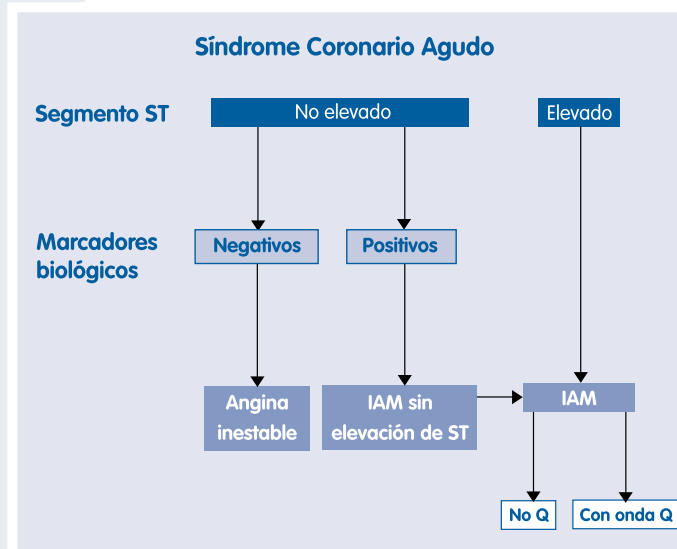 Síndrome Coronario Agudo
Segmento ST
No elevado
Elevado
Marcadores
biológicos
Negativos
Positivos
Angina
inestable
IAM sin
elevación de ST
IAM
No Q
Con onda Q